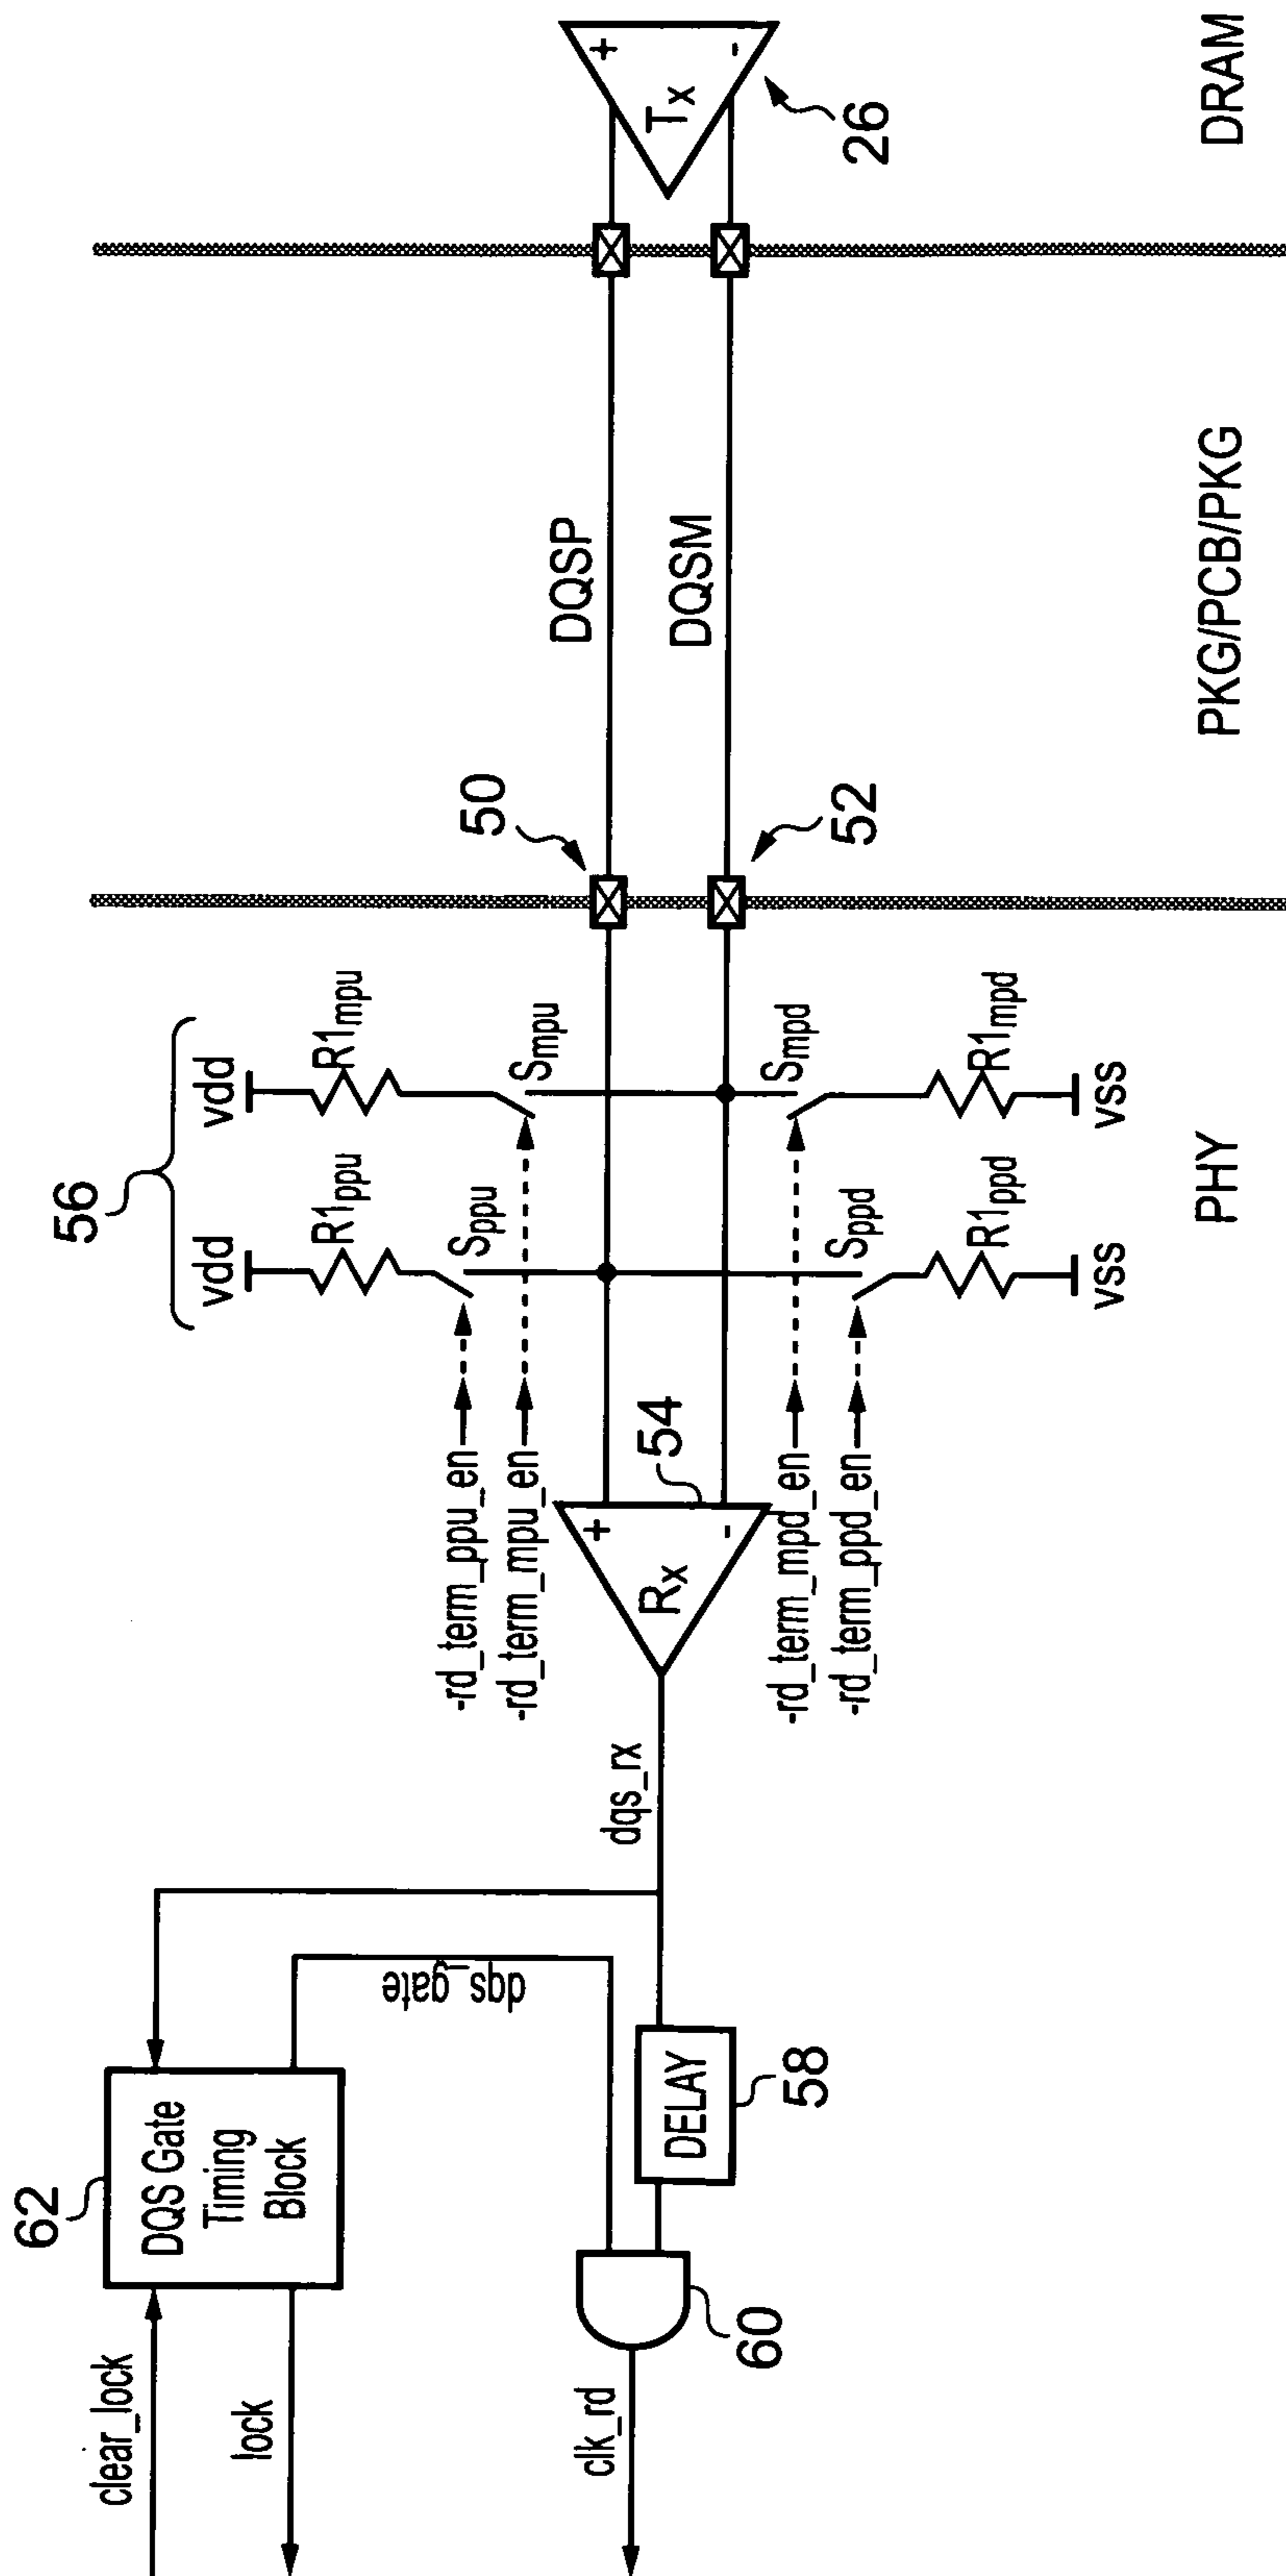 62
DQS Gate
Timing
Block
clear_lock
lock
clk_rd
60
DELAY
58
dqs_gate
dqs_rx
-rd_term_ppu_en
-rd_term_mpu_en
-rd_term_mpd_en
-rd_term_ppd_en
Rx
+
-
54
56
vdd
vdd
R1ppu
R1mpu
Sppu
Smpu
Smpd
Sppd
R1mpd
R1ppd
vss
vss
50
52
DQSP
DQSM
Tx
+
-
26
PHY
PKG/PCB/PKG
DRAM